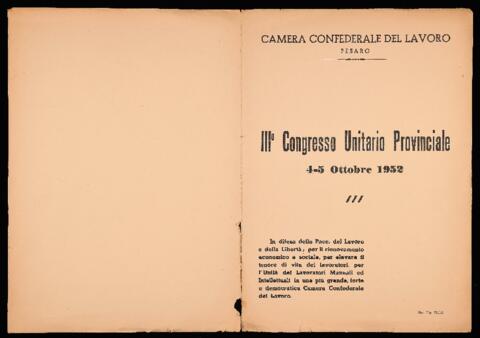 CAMERA CONFEDERALE DEL LAVORO
PESARO
IIIº Congresso Unitario Provinciale
4-5 Ottobre 1952
In difesa della Pace, del Lavoro
e della Libertà; per il rinnovamento
economico e sociale, per elevare il
tenore di vita dei lavoratori, per
l'Unità dei Lavoratori Manuali ed
Intellettuali in una più grande, forte
e democratica Camera Confederale
del Lavoro.